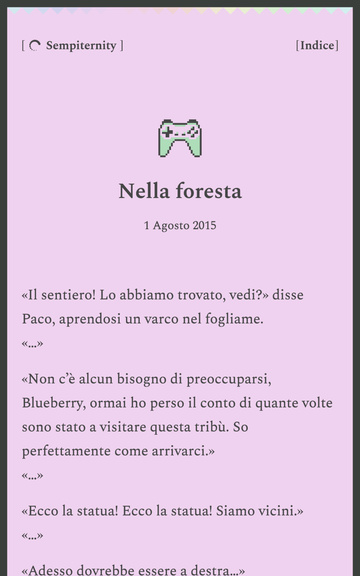 [ Sempiternity ]
[Indice]
Nella foresta
1 Agosto 2015
«Il sentiero! Lo abbiamo trovato, vedi?» disse
Paco, aprendosi un varco nel fogliame.
«…»
«Non c’è alcun bisogno di preoccuparsi,
Blueberry, ormai ho perso il conto di quante volte
sono stato a visitare questa tribù. So
perfettamente come arrivarci.»
«…»
«Ecco la statua! Ecco la statua! Siamo vicini.»
«…»
«Adesso dovrebbe essere a destra…»